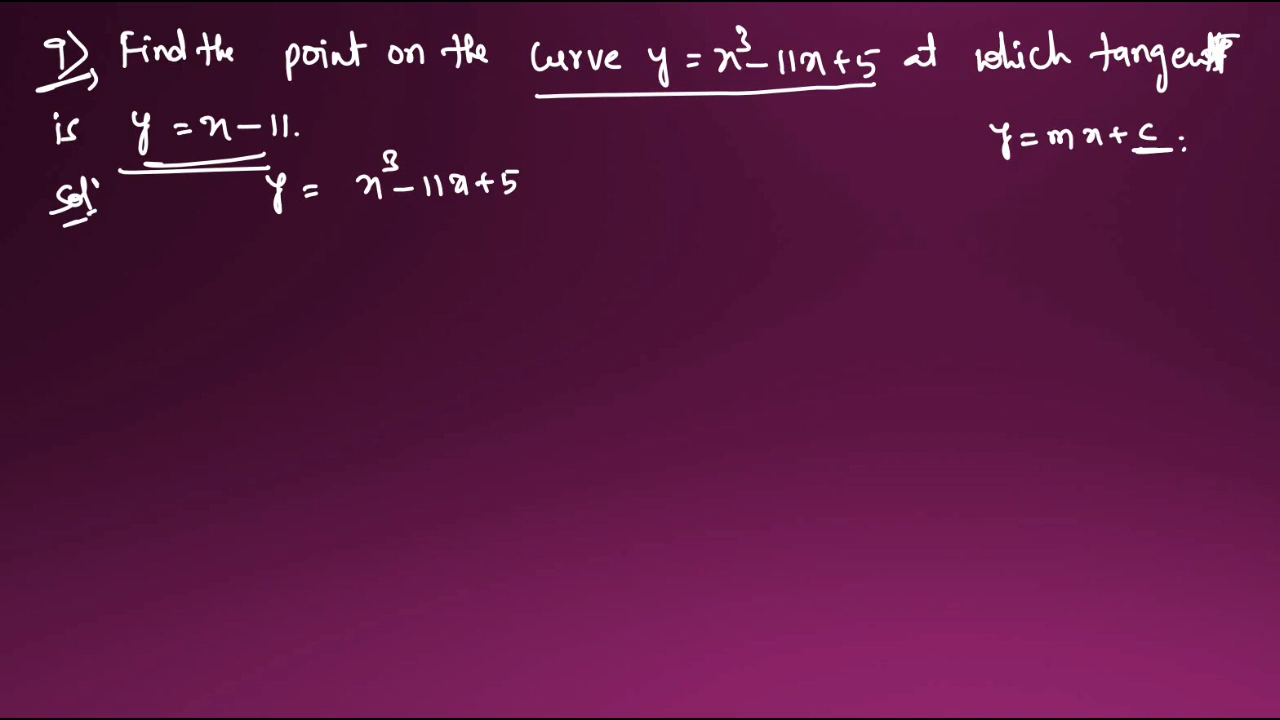 9), Find the point on the curve y = x³ - 11x + 5 at which tangent
is y = x - 11.
y = mx + c :
Sol: y = x³ - 11x + 5